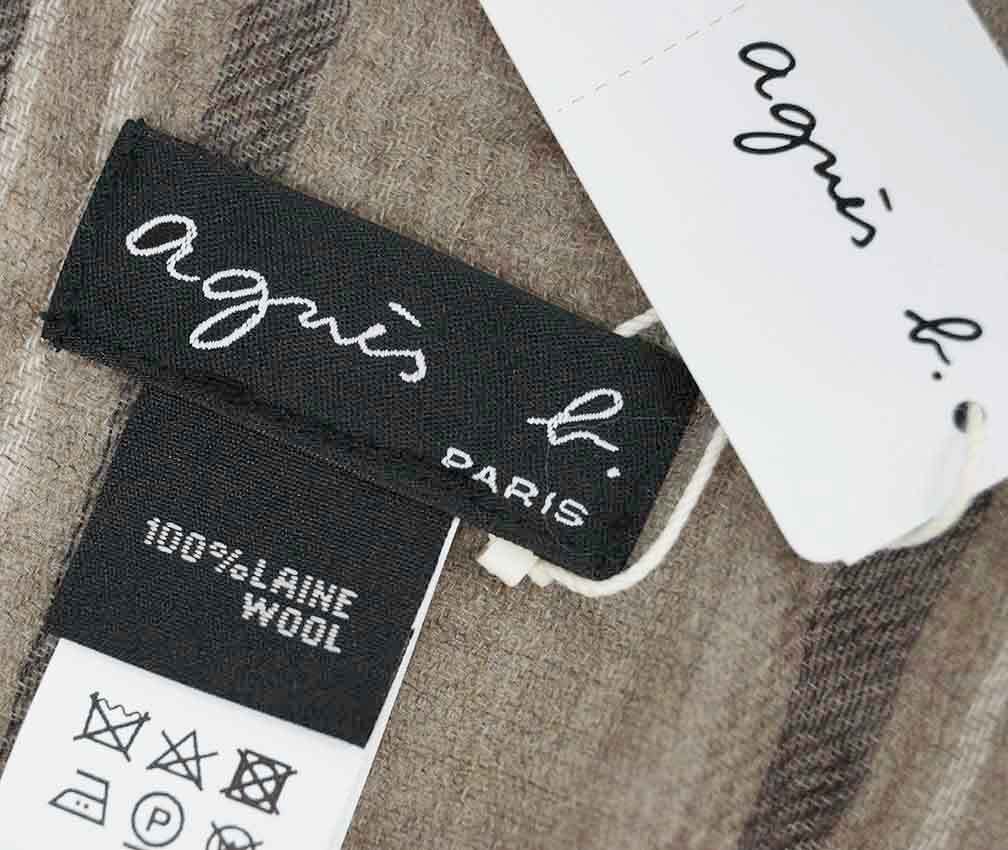 agnès b.
PARIS
100%LAINE
WOOL
P
agnès b.